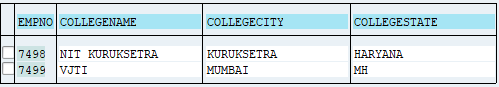 EMPNO COLLEGENAME COLLEGECITY COLLEGESTATE
7498 NIT KURUKSETRA KURUKSETRA HARYANA
7499 VJTI MUMBAI MH